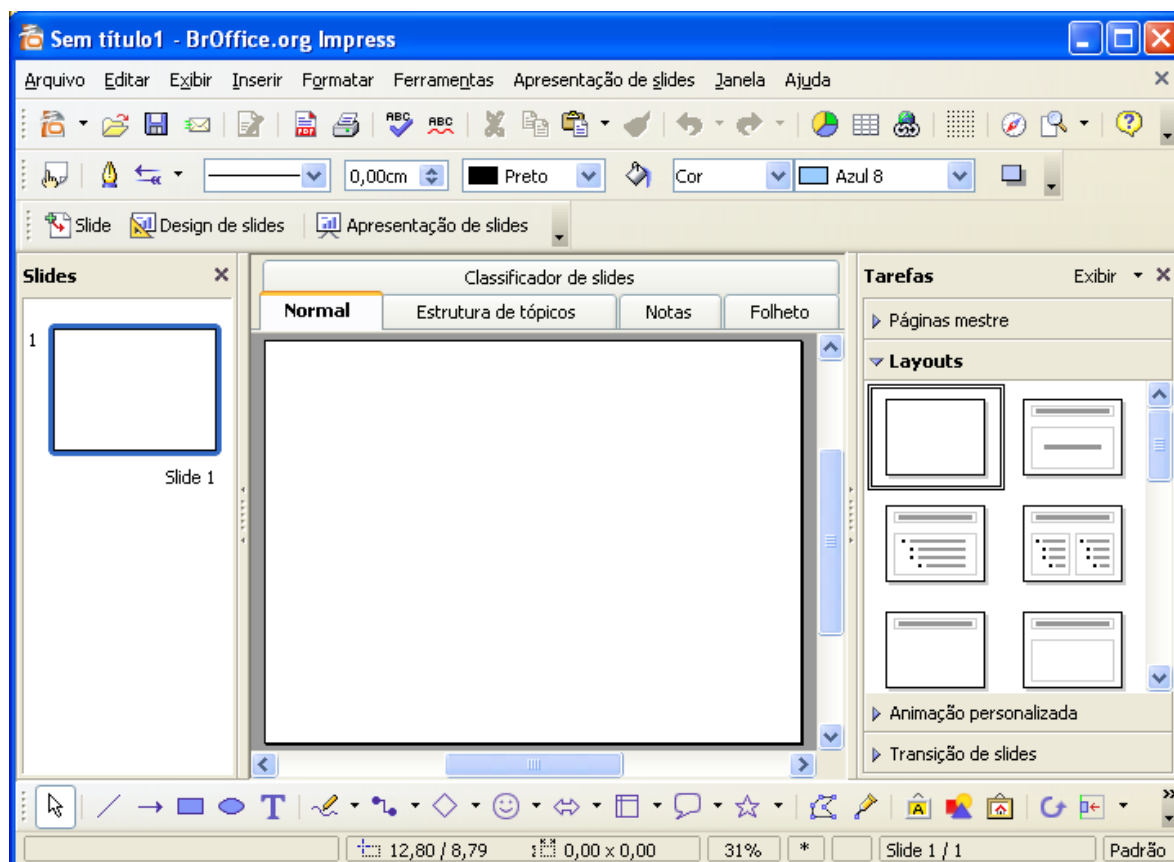 Sem título1 - BrOffice.org Impress
Arquivo Editar Exibir Inserir Formatar Ferramentas Apresentação de slides Janela Ajuda
ABC ABC
PDF
0,00cm Preto Cor Azul 8
Slide Design de slides Apresentação de slides
Slides
Classificador de slides
Tarefas Exibir
Normal Estrutura de tópicos Notas Folheto
Páginas mestre
1
Layouts
Slide 1
Animação personalizada
Transição de slides
T A
12,80 / 8,79 0,00 x 0,00 31% * Slide 1 / 1 Padrão